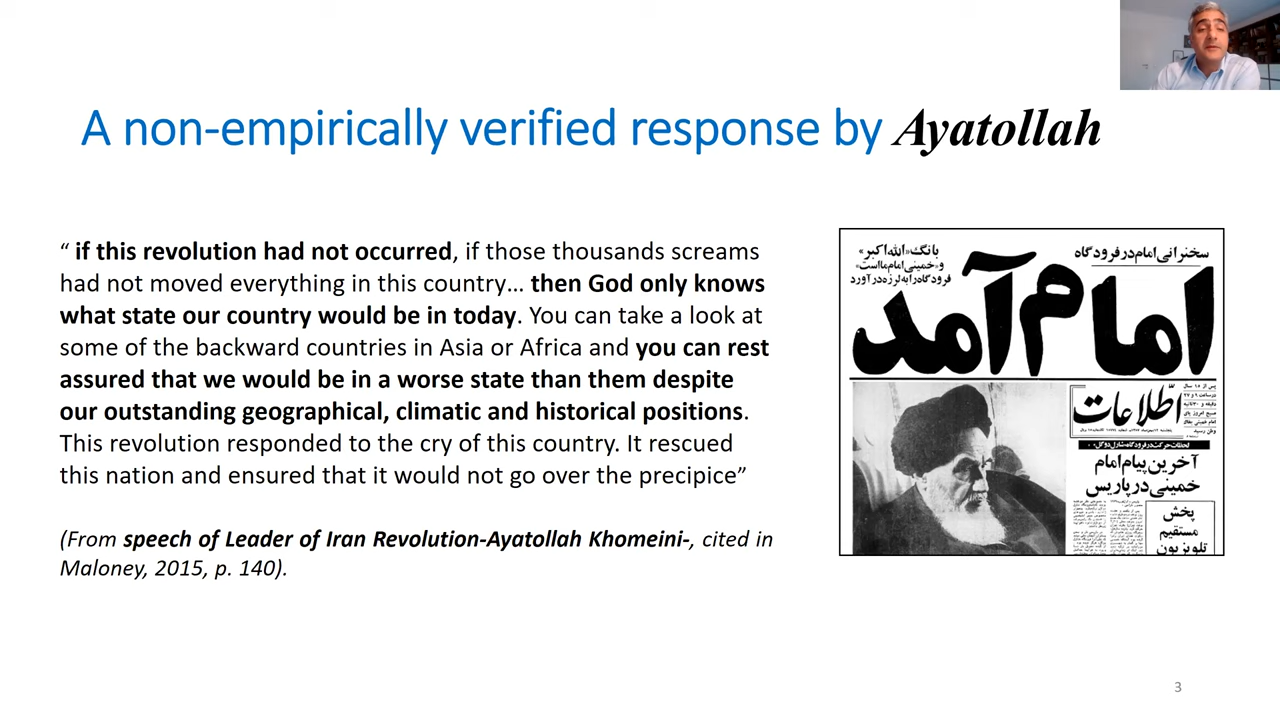 A non-empirically verified response by Ayatollah
“ if this revolution had not occurred, if those thousands screams
had not moved everything in this country… then God only knows
what state our country would be in today. You can take a look at
some of the backward countries in Asia or Africa and you can rest
assured that we would be in a worse state than them despite
our outstanding geographical, climatic and historical positions.
This revolution responded to the cry of this country. It rescued
this nation and ensured that it would not go over the precipice”
(From speech of Leader of Iran Revolution-Ayatollah Khomeini-, cited in
Maloney, 2015, p. 140).
سخنرانی امام در فرودگاه
بانگ «الله اکبر»
و «خمینی امام ماست»
فرودگاه را به لرزه درآورد
امام آمد
اطلاعات
آخرین پیام امام
خمینی در پاریس
پخش
مستقیم
تلویزیون
3